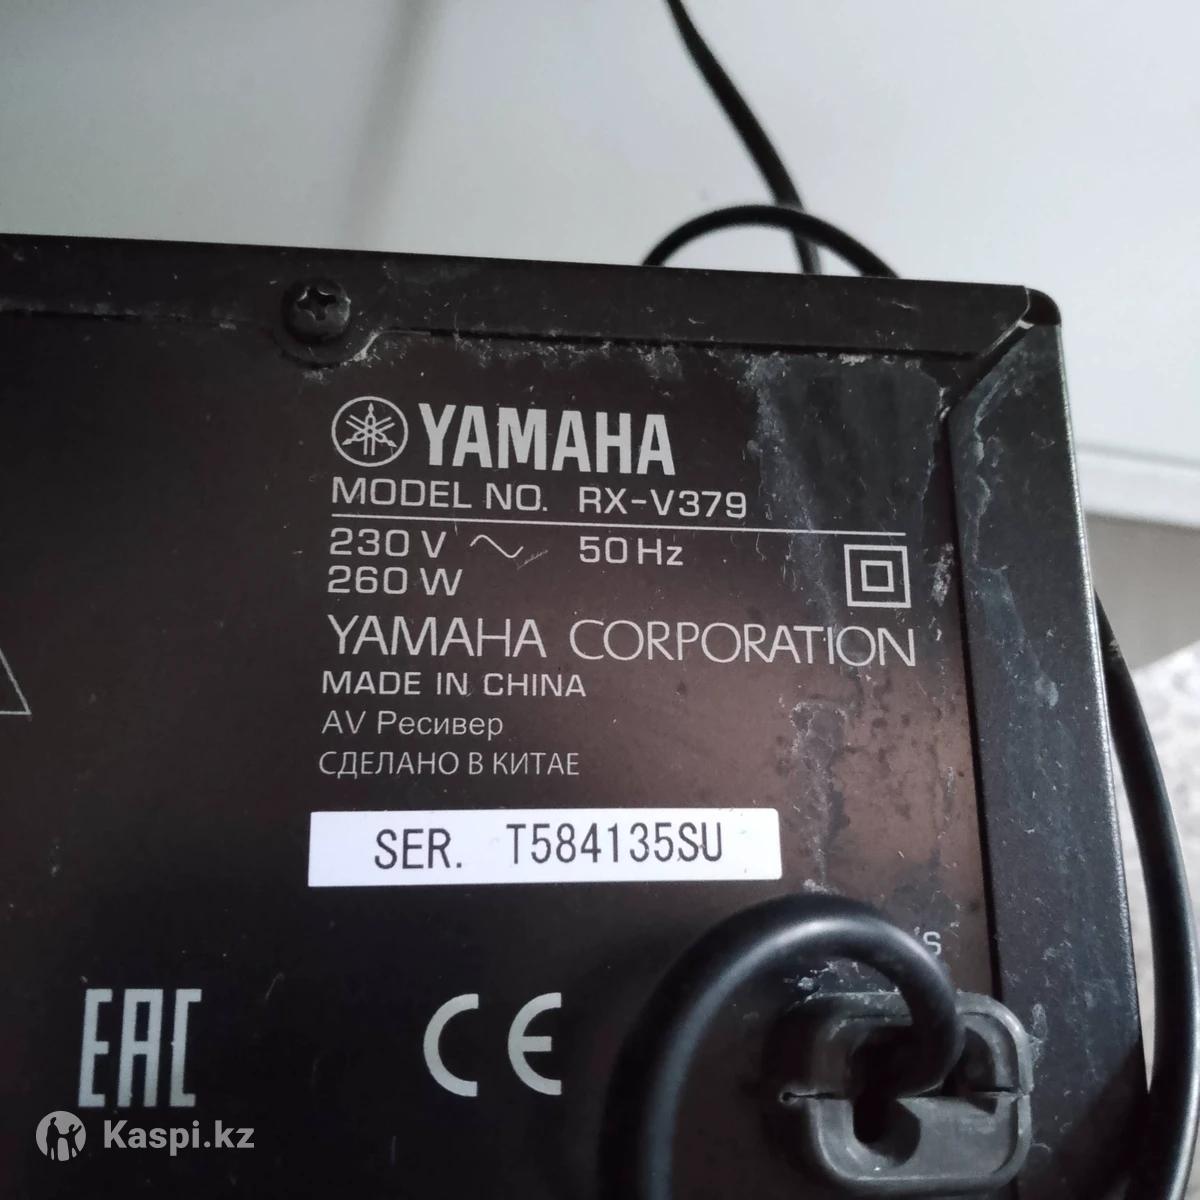 YAMAHA
MODEL NO. RX-V379
230 V ~ 50 Hz
260 W
YAMAHA CORPORATION
MADE IN CHINA
AV Ресивер
СДЕЛАНО В КИТАЕ
SER. T584135SU
EAC
CE
Kaspi.kz